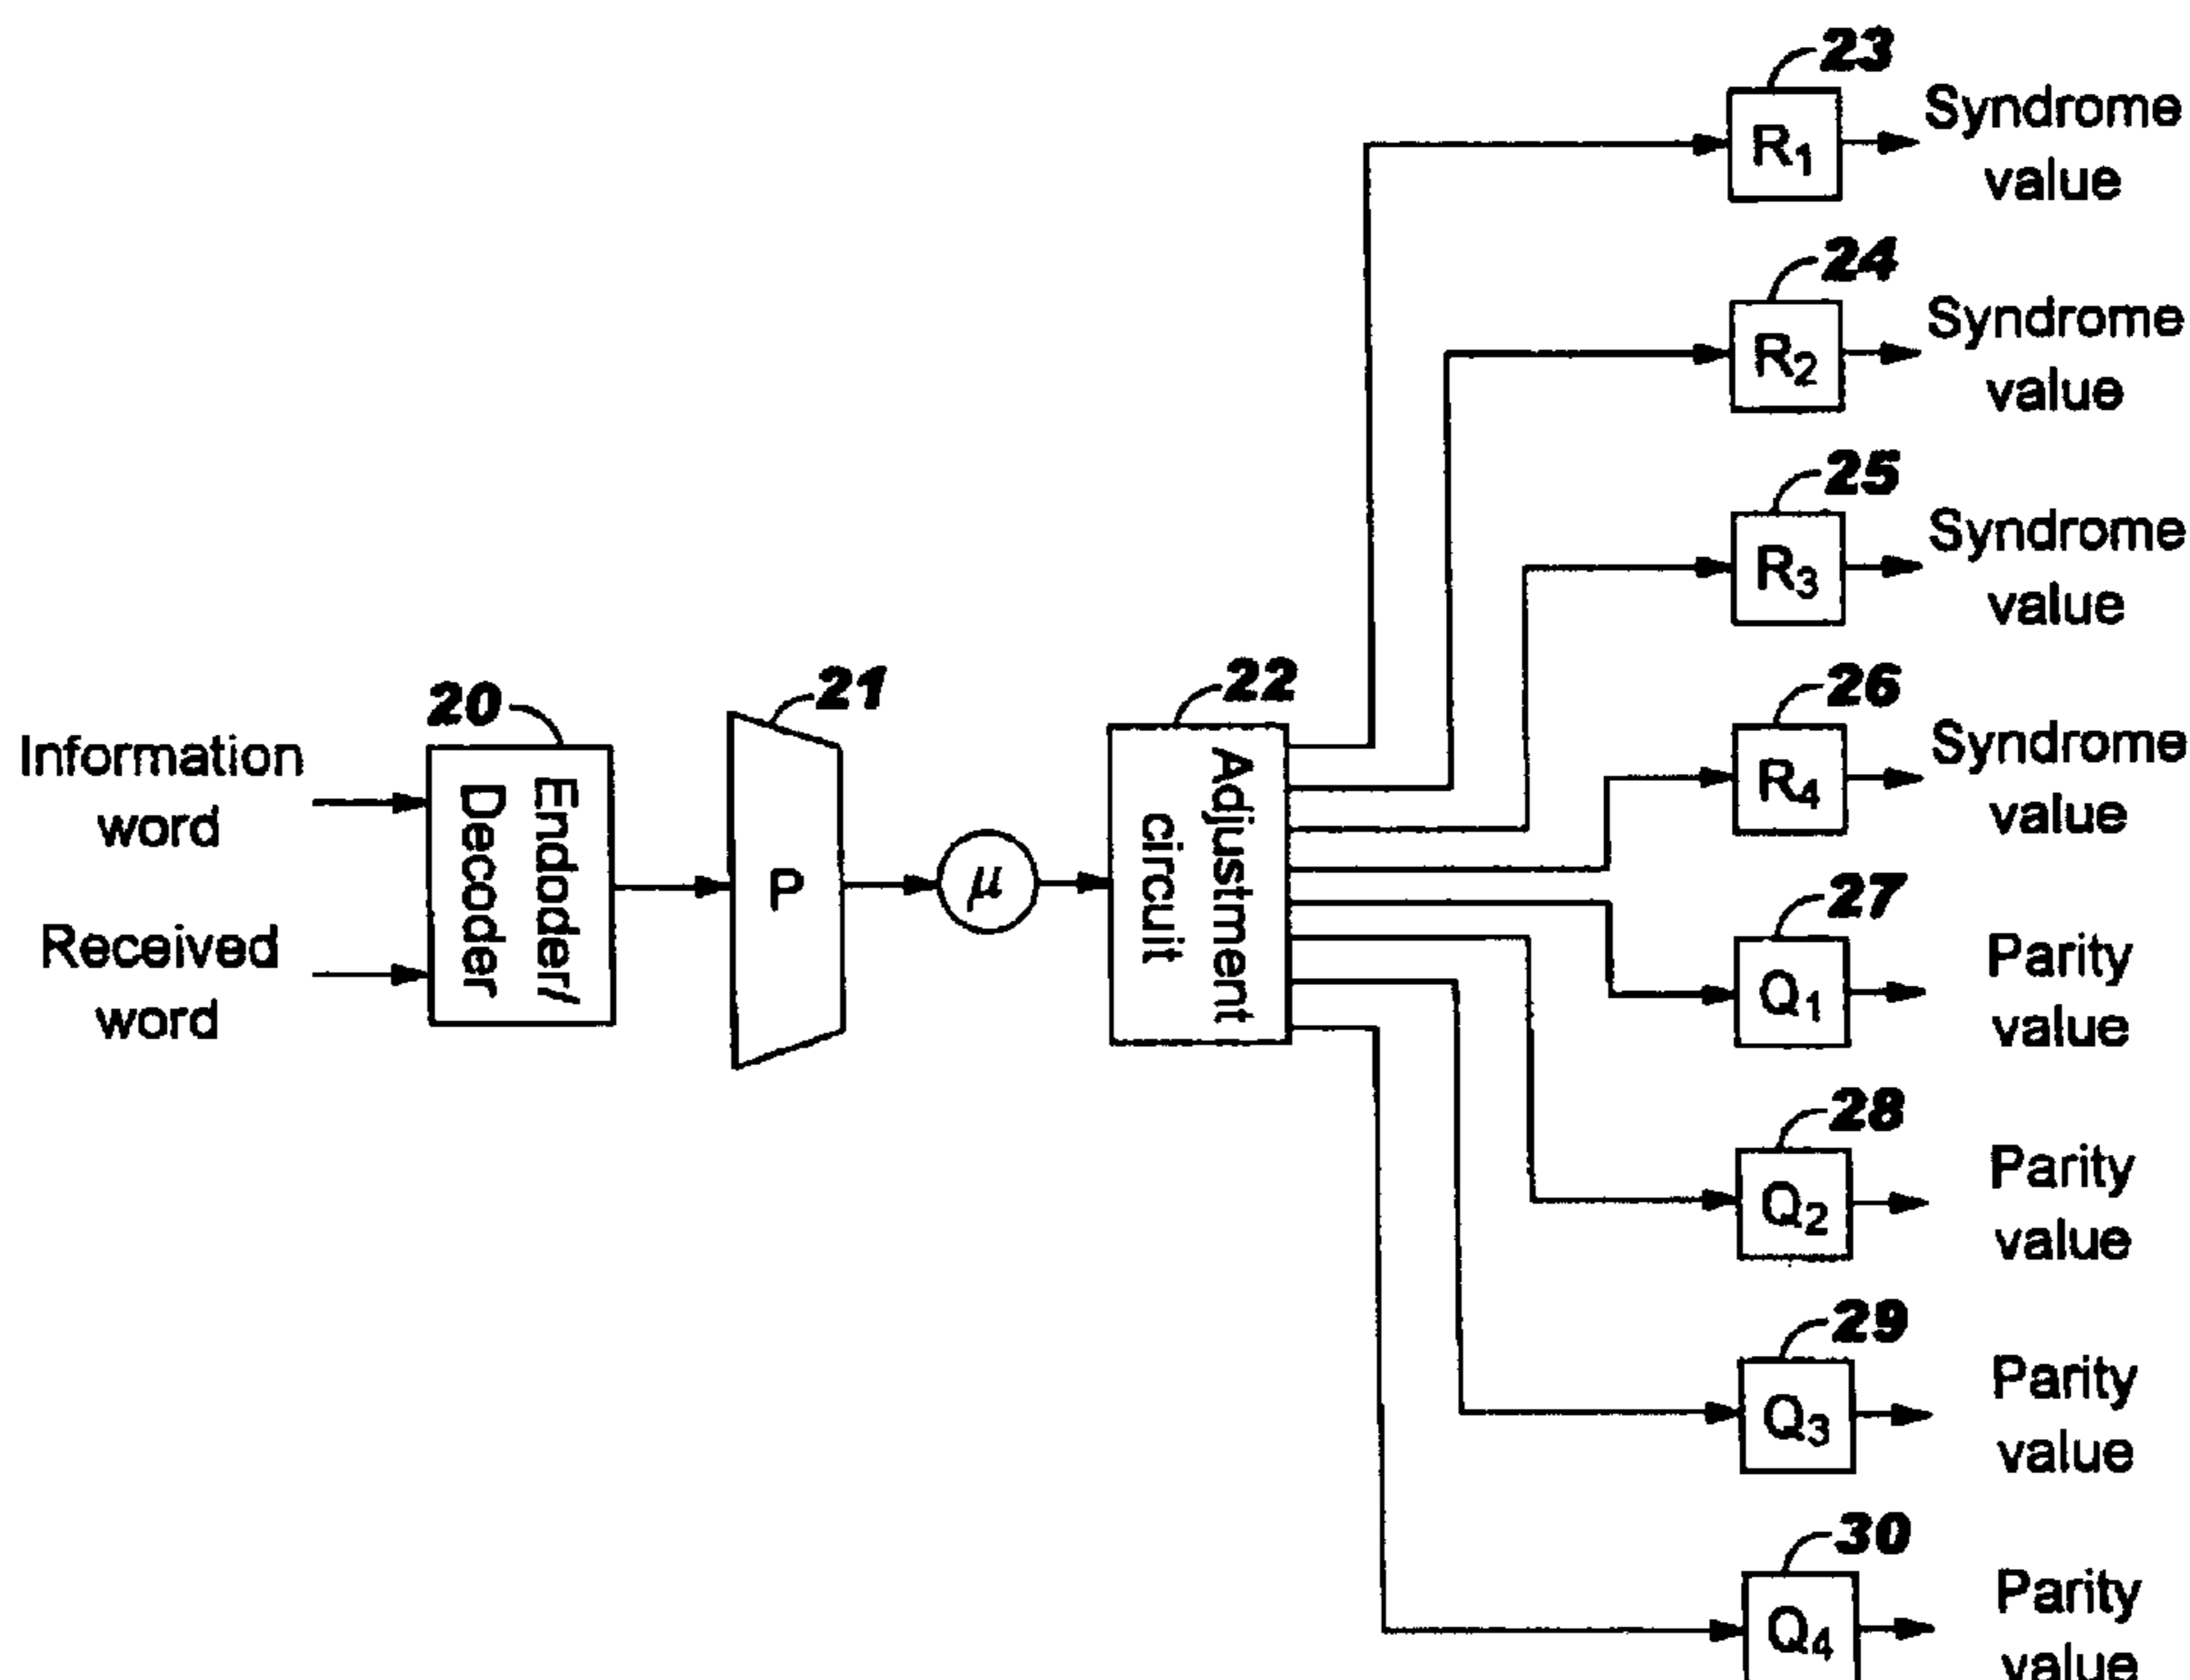 23
R1
Syndrome
value
24
R2
Syndrome
value
25
R3
Syndrome
value
26
R4
Syndrome
value
Information
word
Received
word
20
Endoder/
Decoder
21
P
μ
22
Adjustment
circuit
27
Q1
Parity
value
28
Q2
Parity
value
29
Q3
Parity
value
30
Q4
Parity
value